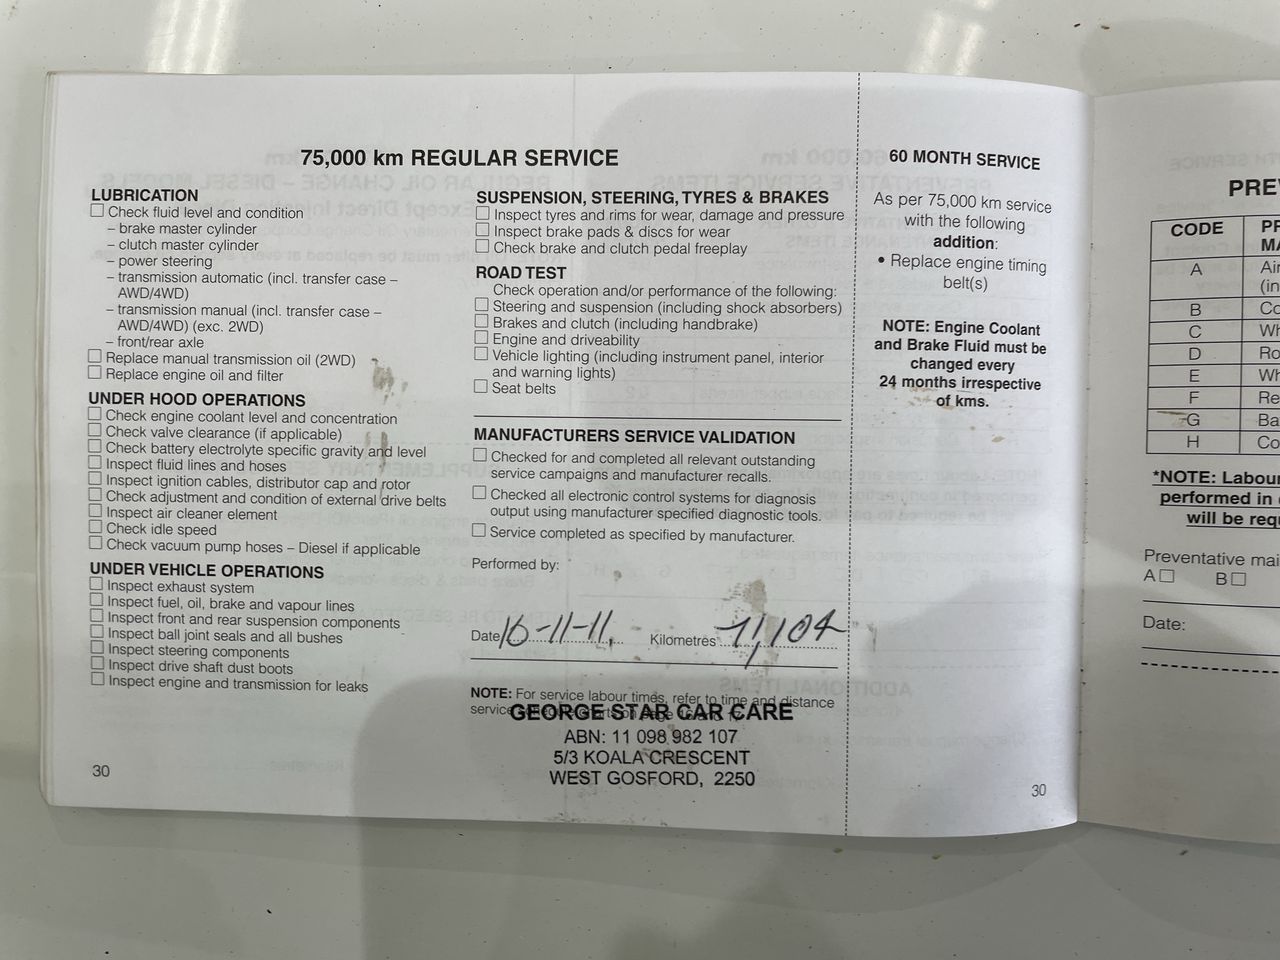 75,000 km REGULAR SERVICE
LUBRICATION
Check fluid level and condition
– brake master cylinder
– clutch master cylinder
– power steering
– transmission automatic (incl. transfer case –
AWD/4WD)
– transmission manual (incl. transfer case –
AWD/4WD) (exc. 2WD)
– front/rear axle
Replace manual transmission oil (2WD)
Replace engine oil and filter
UNDER HOOD OPERATIONS
Check engine coolant level and concentration
Check valve clearance (if applicable)
Check battery electrolyte specific gravity and level
Inspect fluid lines and hoses
Inspect ignition cables, distributor cap and rotor
Check adjustment and condition of external drive belts
Inspect air cleaner element
Check idle speed
Check vacuum pump hoses – Diesel if applicable
UNDER VEHICLE OPERATIONS
Inspect exhaust system
Inspect fuel, oil, brake and vapour lines
Inspect front and rear suspension components
Inspect ball joint seals and all bushes
Inspect steering components
Inspect drive shaft dust boots
Inspect engine and transmission for leaks
30
SUSPENSION, STEERING, TYRES & BRAKES
Inspect tyres and rims for wear, damage and pressure
Inspect brake pads & discs for wear
Check brake and clutch pedal freeplay
ROAD TEST
Check operation and/or performance of the following:
Steering and suspension (including shock absorbers)
Brakes and clutch (including handbrake)
Engine and driveability
Vehicle lighting (including instrument panel, interior
and warning lights)
Seat belts
MANUFACTURERS SERVICE VALIDATION
Checked for and completed all relevant outstanding
service campaigns and manufacturer recalls.
Checked all electronic control systems for diagnosis
output using manufacturer specified diagnostic tools.
Service completed as specified by manufacturer.
Performed by:
Date 16-11-11, Kilometres 71,104
NOTE: For service labour times, refer to time and distance
service schedule charts on page 16 and 17
GEORGE STAR CAR CARE
ABN: 11 098 982 107
5/3 KOALA CRESCENT
WEST GOSFORD, 2250
60 MONTH SERVICE
As per 75,000 km service
with the following
addition:
• Replace engine timing
belt(s)
NOTE: Engine Coolant
and Brake Fluid must be
changed every
24 months irrespective
of kms.
30
PRE
CODE
A
B
C
D
E
F
G
H
*NOTE: Labour
performed in
will be
Preventative
A B
Date: